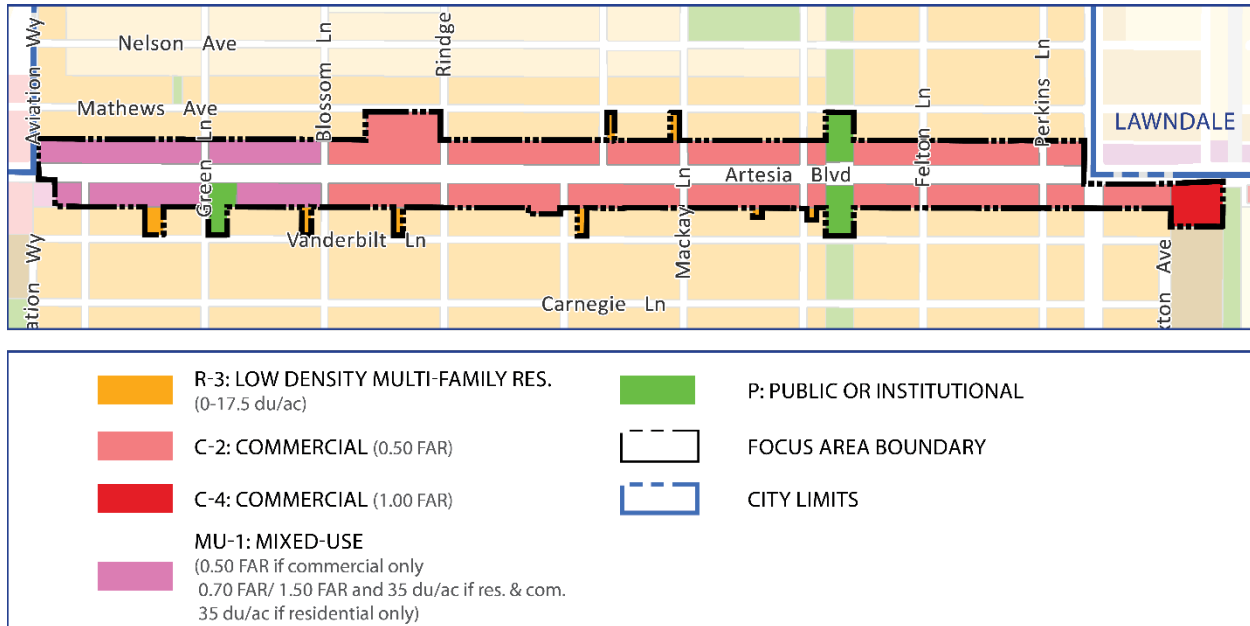 Nelson Ave
Mathews Ave
Aviation Wy
Green Ln
Blossom Ln
Rindge
Perkins Ln
Felton Ln
LAWNDALE
Artesia Blvd
Mackay Ln
Vanderbilt Ln
Carnegie Ln
ation Wy
xton Ave
R-3: LOW DENSITY MULTI-FAMILY RES.
(0-17.5 du/ac)
C-2: COMMERCIAL (0.50 FAR)
C-4: COMMERCIAL (1.00 FAR)
MU-1: MIXED-USE
(0.50 FAR if commercial only
0.70 FAR/ 1.50 FAR and 35 du/ac if res. & com.
35 du/ac if residential only)
P: PUBLIC OR INSTITUTIONAL
FOCUS AREA BOUNDARY
CITY LIMITS